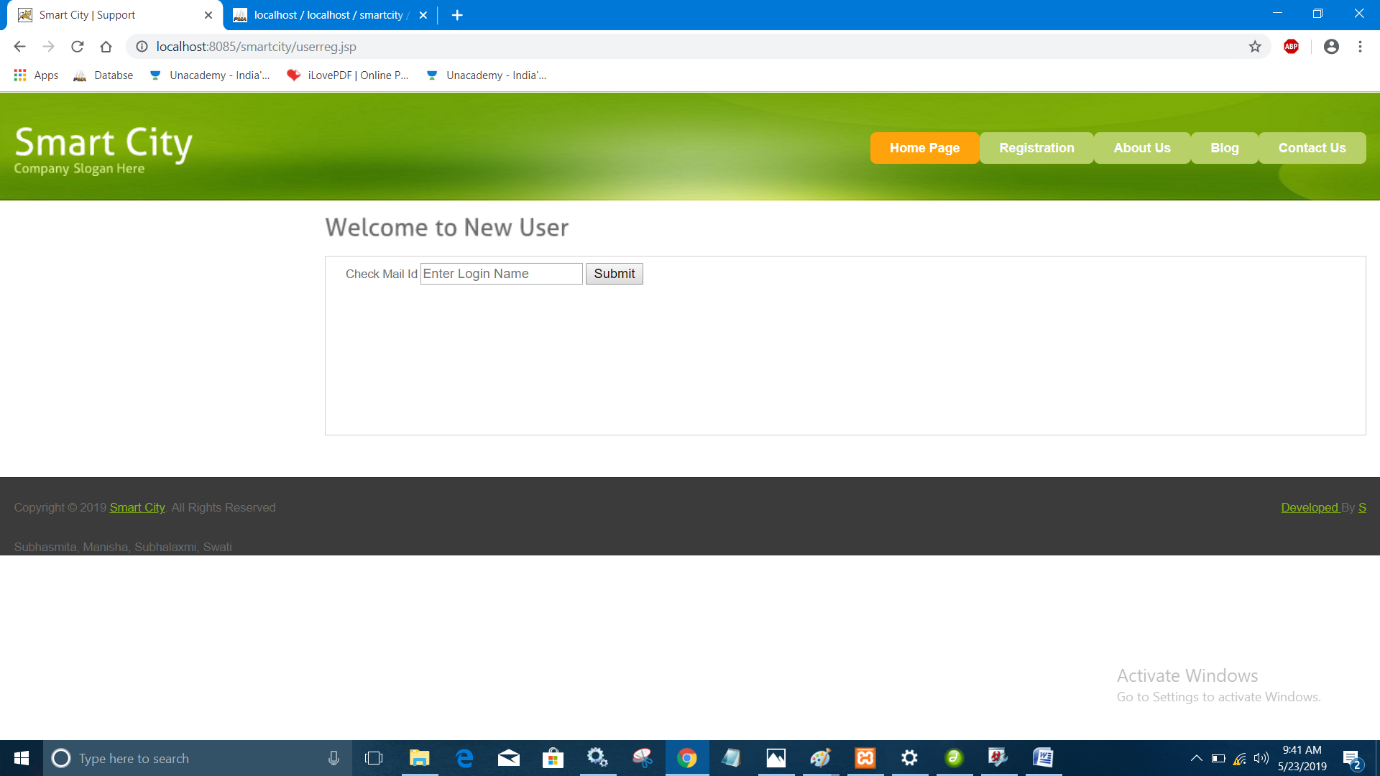 Smart City | Support
localhost / localhost / smartcity /
localhost:8085/smartcity/userreg.jsp
ABP
Apps Databse Unacademy - India'... iLovePDF | Online P... Unacademy - India'...
Smart City
Company Slogan Here
Home Page Registration About Us Blog Contact Us
Welcome to New User
Check Mail Id Enter Login Name Submit
Copyright © 2019 Smart City. All Rights Reserved
Developed By S
Subhasmita, Manisha, Subhalaxmi, Swati
Activate Windows
Go to Settings to activate Windows.
Type here to search
9:41 AM
5/23/2019
2